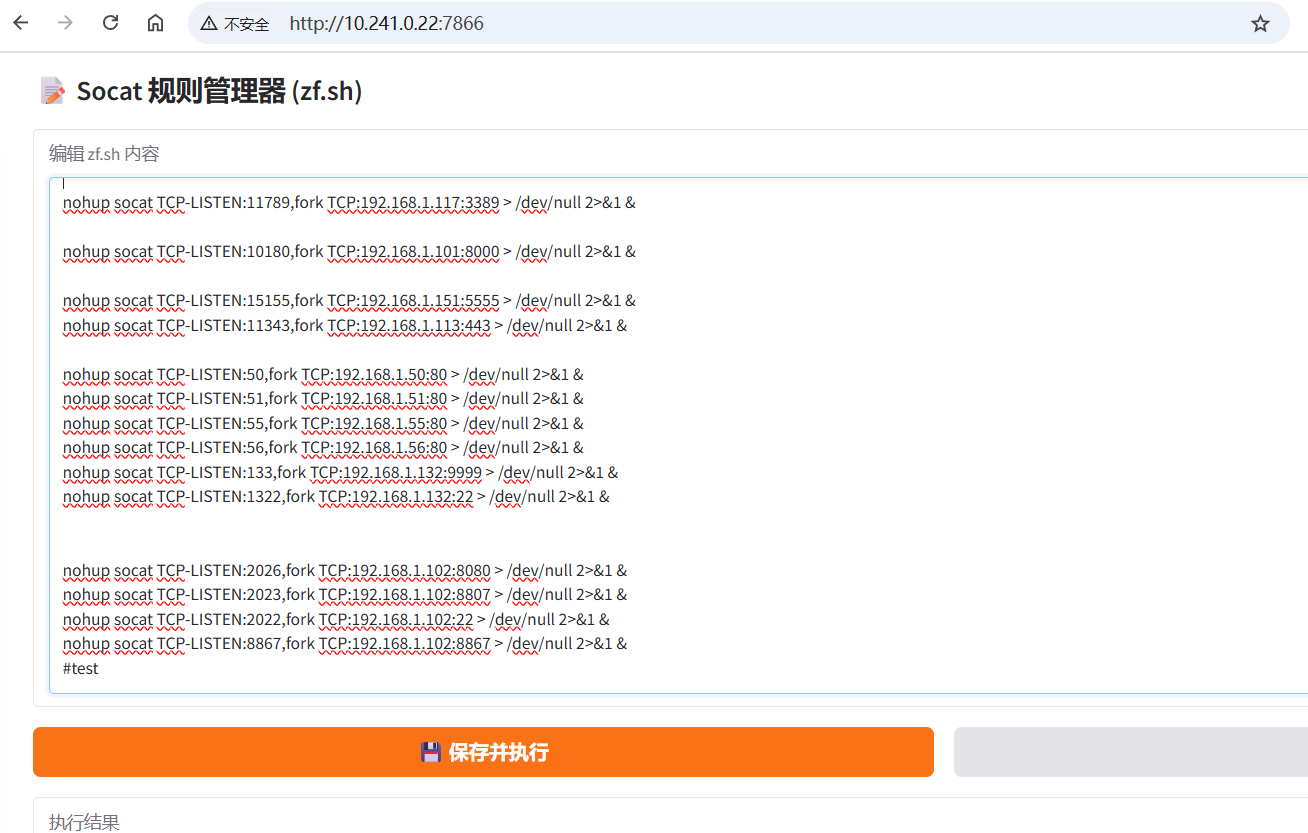 不安全 http://10.241.0.22:7866
Socat 规则管理器 (zf.sh)
编辑 zf.sh 内容
nohup socat TCP-LISTEN:11789,fork TCP:192.168.1.117:3389 > /dev/null 2>&1 &
nohup socat TCP-LISTEN:10180,fork TCP:192.168.1.101:8000 > /dev/null 2>&1 &
nohup socat TCP-LISTEN:15155,fork TCP:192.168.1.151:5555 > /dev/null 2>&1 &
nohup socat TCP-LISTEN:11343,fork TCP:192.168.1.113:443 > /dev/null 2>&1 &
nohup socat TCP-LISTEN:50,fork TCP:192.168.1.50:80 > /dev/null 2>&1 &
nohup socat TCP-LISTEN:51,fork TCP:192.168.1.51:80 > /dev/null 2>&1 &
nohup socat TCP-LISTEN:55,fork TCP:192.168.1.55:80 > /dev/null 2>&1 &
nohup socat TCP-LISTEN:56,fork TCP:192.168.1.56:80 > /dev/null 2>&1 &
nohup socat TCP-LISTEN:133,fork TCP:192.168.1.132:9999 > /dev/null 2>&1 &
nohup socat TCP-LISTEN:1322,fork TCP:192.168.1.132:22 > /dev/null 2>&1 &
nohup socat TCP-LISTEN:2026,fork TCP:192.168.1.102:8080 > /dev/null 2>&1 &
nohup socat TCP-LISTEN:2023,fork TCP:192.168.1.102:8807 > /dev/null 2>&1 &
nohup socat TCP-LISTEN:2022,fork TCP:192.168.1.102:22 > /dev/null 2>&1 &
nohup socat TCP-LISTEN:8867,fork TCP:192.168.1.102:8867 > /dev/null 2>&1 &
#test
保存并执行
执行结果